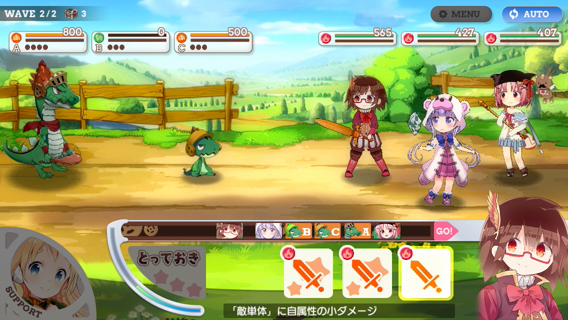 WAVE 2/2 3
MENU
AUTO
800
0
500
565
427
407
A
B
C
B C A
GO!
とっておき
SUPPORT
「敵単体」に自属性の小ダメージ